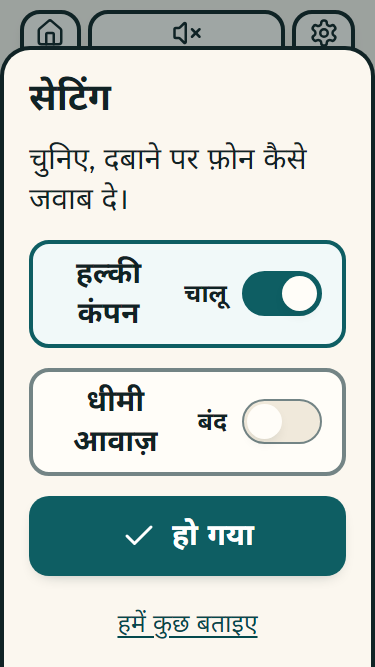 सेटिंग
चुनिए, दबाने पर फ़ोन कैसे
जवाब दे।
हल्की
कंपन
चालू
धीमी
आवाज़
बंद
हो गया
हमें कुछ बताइए